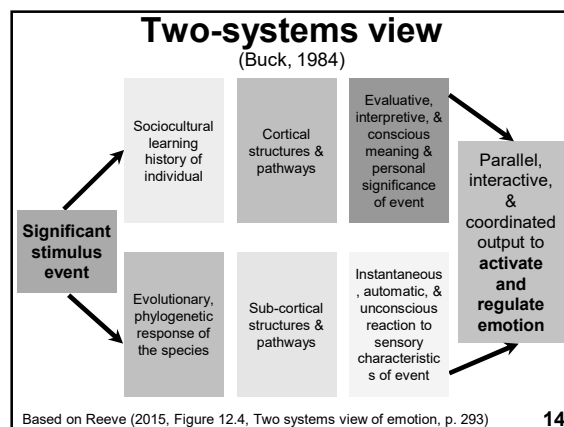 Two-systems view
(Buck, 1984)
Significant
stimulus
event
Sociocultural
learning
history of
individual
Cortical
structures &
pathways
Evaluative,
interpretive, &
conscious
meaning &
personal
significance
of event
Evolutionary,
phylogenetic
response of
the species
Sub-cortical
structures &
pathways
Instantaneous
, automatic, &
unconscious
reaction to
sensory
characteristic
s of event
Parallel,
interactive,
&
coordinated
output to
activate
and
regulate
emotion
Based on Reeve (2015, Figure 12.4, Two systems view of emotion, p. 293)
14